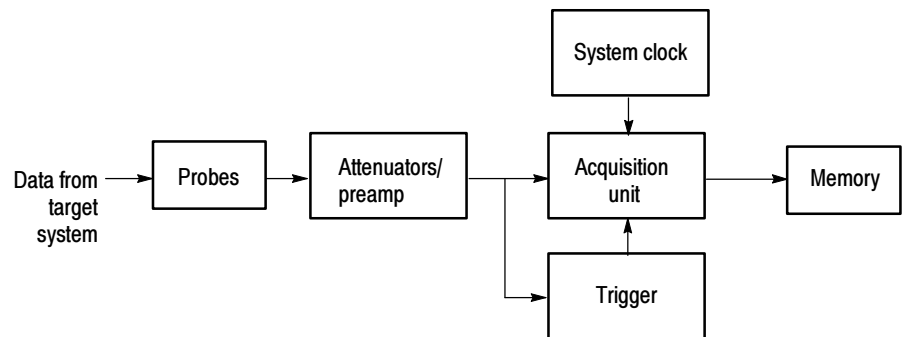 System clock
Data from
target
system
Probes
Attenuators/
preamp
Acquisition
unit
Memory
Trigger